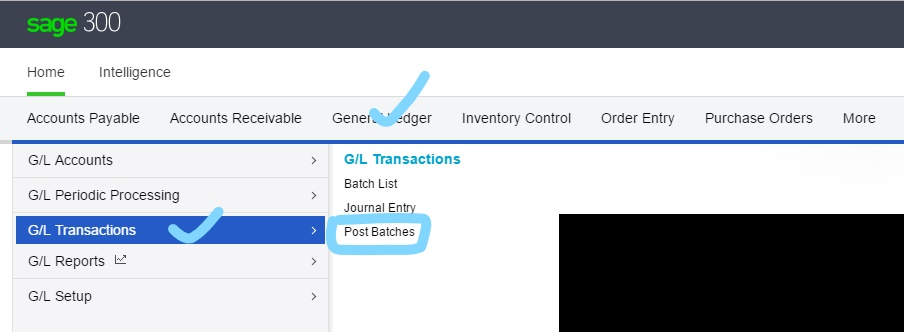 sage 300
Home Intelligence
Accounts Payable Accounts Receivable General Ledger Inventory Control Order Entry Purchase Orders More
G/L Accounts
G/L Periodic Processing
G/L Transactions
G/L Reports
G/L Setup
G/L Transactions
Batch List
Journal Entry
Post Batches